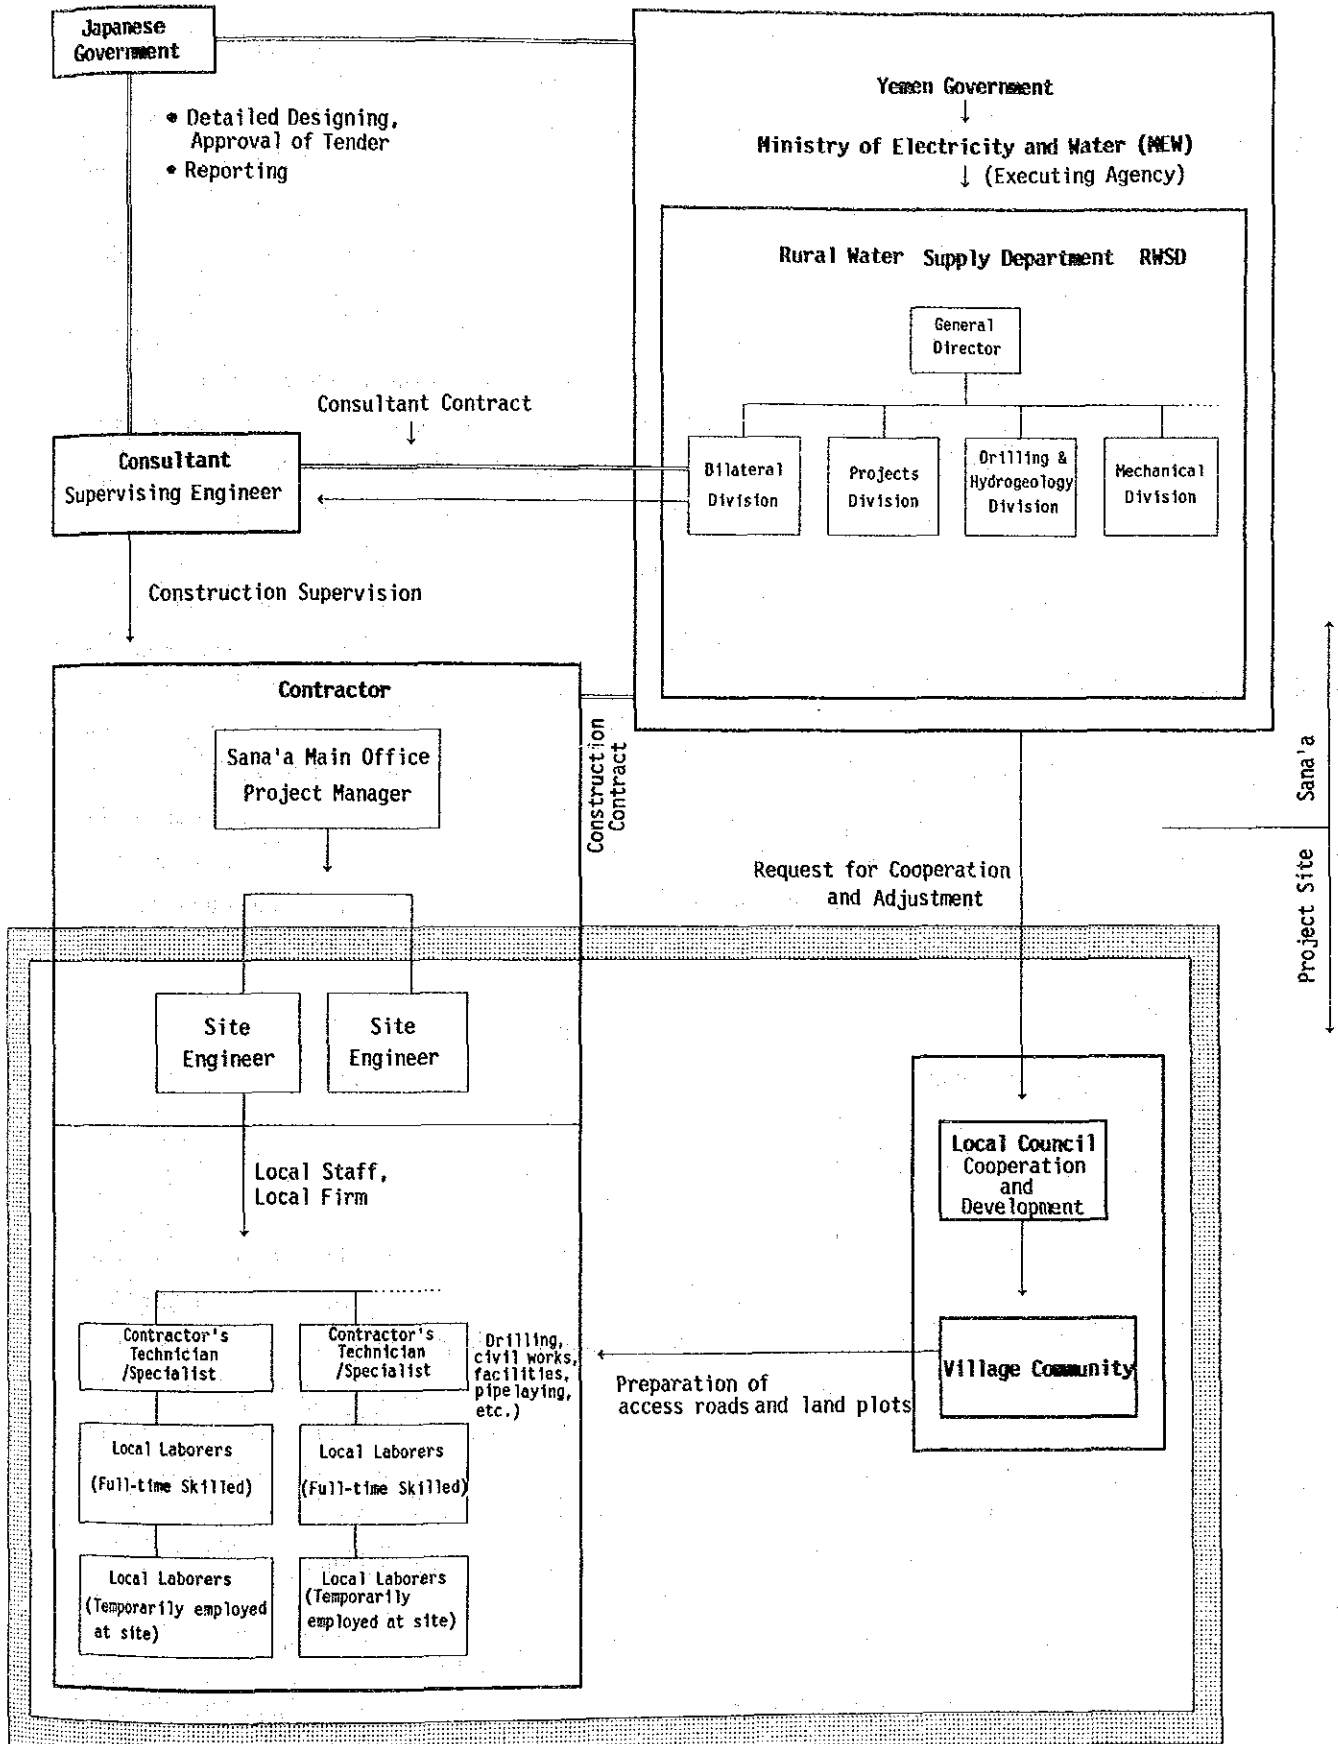 Japanese
Government
• Detailed Designing,
Approval of Tender
• Reporting
Yemen Government
↓
Ministry of Electricity and Water (MEW)
↓ (Executing Agency)
Rural Water Supply Department RWSD
General
Director
Bilateral
Division
Projects
Division
Drilling &
Hydrogeology
Division
Mechanical
Division
Consultant Contract
Consultant
Supervising Engineer
Construction Supervision
Contractor
Sana'a Main Office
Project Manager
Construction
Contract
Sana'a
Project Site
Request for Cooperation
and Adjustment
Site
Engineer
Site
Engineer
Local Staff,
Local Firm
Local Council
Cooperation
and
Development
Village Community
Preparation of
access roads and land plots
Contractor's
Technician
/Specialist
Contractor's
Technician
/Specialist
Drilling,
civil works,
facilities,
pipelaying,
etc.)
Local Laborers
(Full-time Skilled)
Local Laborers
(Full-time Skilled)
Local Laborers
(Temporarily employed
at site)
Local Laborers
(Temporarily
employed at site)